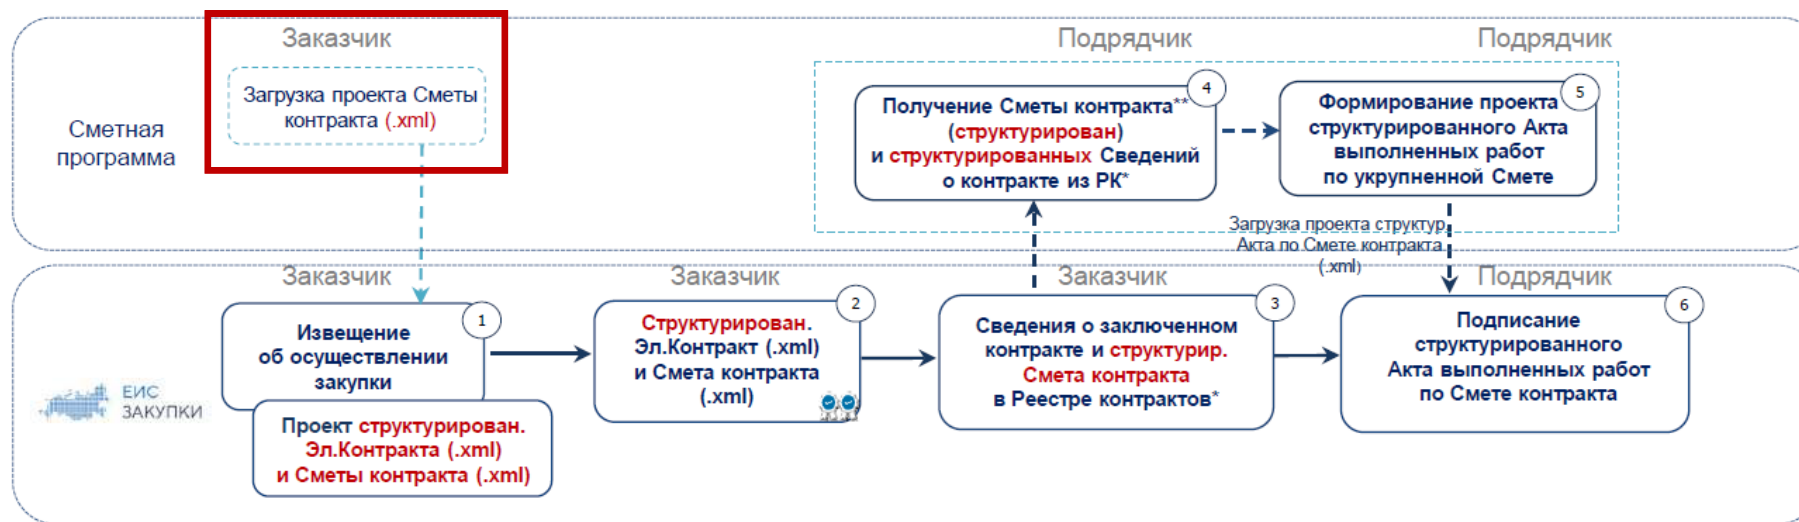 Заказчик
Загрузка проекта Сметы
контракта (.xml)
Сметная
программа
Подрядчик
4
Получение Сметы контракта**
(структурирован)
и структурированных Сведений
о контракте из РК*
Подрядчик
5
Формирование проекта
структурированного Акта
выполненных работ
по укрупненной Смете
Загрузка проекта структур.
Акта по Смете контракта
(.xml)
ЕИС
ЗАКУПКИ
Заказчик
1
Извещение
об осуществлении
закупки
Проект структурирован.
Эл.Контракта (.xml)
и Сметы контракта (.xml)
Заказчик
2
Структурирован.
Эл.Контракт (.xml)
и Смета контракта
(.xml)
Заказчик
3
Сведения о заключенном
контракте и структурир.
Смета контракта
в Реестре контрактов*
Подрядчик
6
Подписание
структурированного
Акта выполненных работ
по Смете контракта